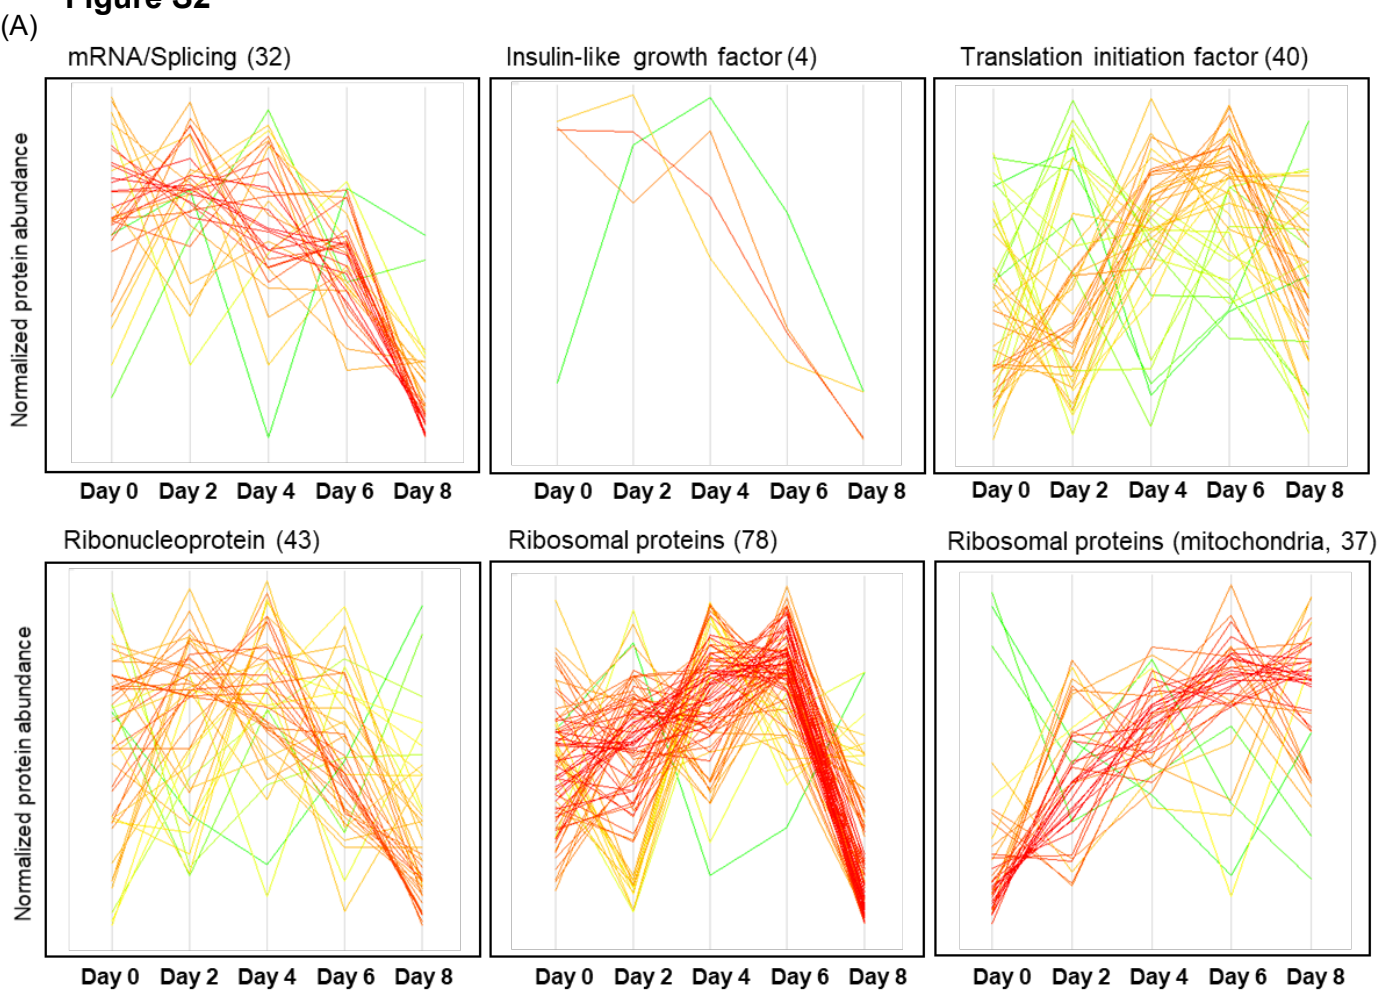 Figure S2
(A)
mRNA/Splicing (32)
Insulin-like growth factor (4)
Translation initiation factor (40)
Normalized protein abundance
Day 0 Day 2 Day 4 Day 6 Day 8
Day 0 Day 2 Day 4 Day 6 Day 8
Day 0 Day 2 Day 4 Day 6 Day 8
Ribonucleoprotein (43)
Ribosomal proteins (78)
Ribosomal proteins (mitochondria, 37)
Normalized protein abundance
Day 0 Day 2 Day 4 Day 6 Day 8
Day 0 Day 2 Day 4 Day 6 Day 8
Day 0 Day 2 Day 4 Day 6 Day 8